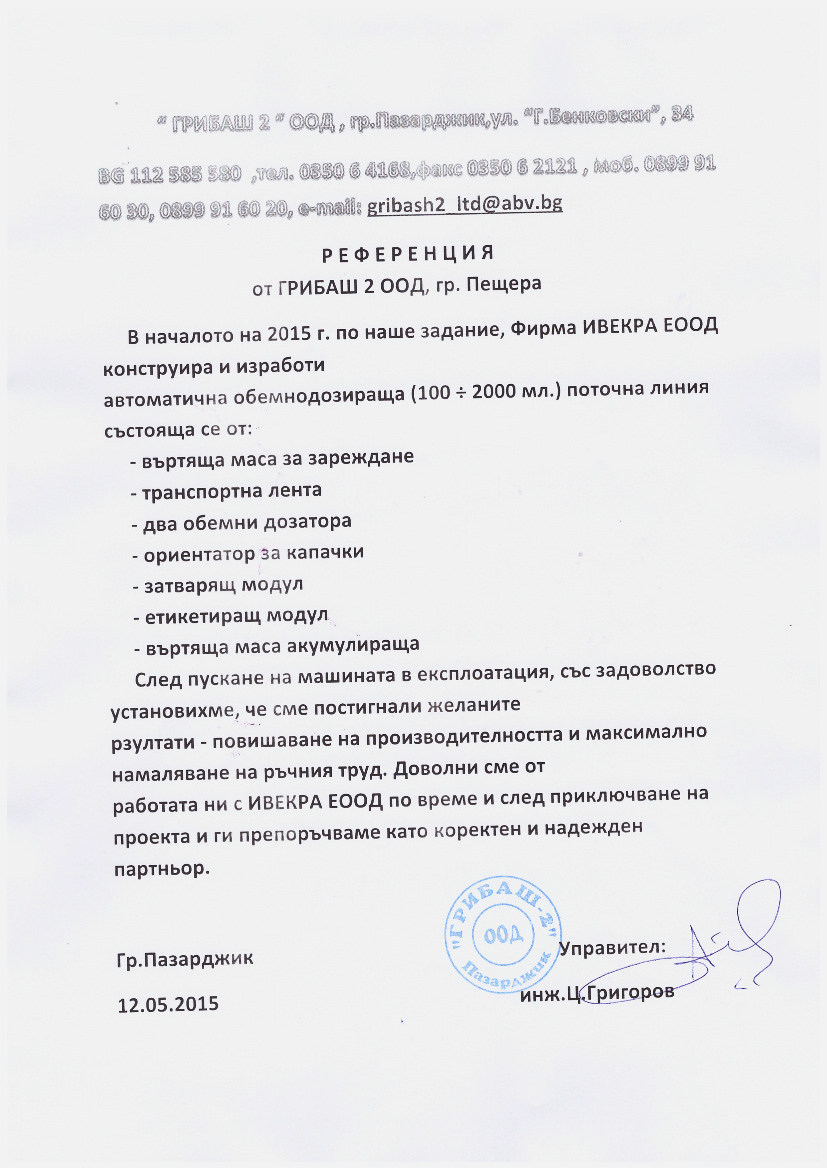 “ ГРИБАШ 2 ” ООД , гр.Пазарджик,ул. “Г.Бенковски”, 34
BG 112 585 580 ,тел. 0350 6 4168,факс 0350 6 2121 , Моб. 0899 91
60 30, 0899 91 60 20, e-mail: gribash2_ltd@abv.bg
Р Е Ф Е Р Е Н Ц И Я
от ГРИБАШ 2 ООД, гр. Пещера
В началото на 2015 г. по наше задание, Фирма ИВЕКРА ЕООД
конструира и изработи
автоматична обемнодозираща (100 ÷ 2000 мл.) поточна линия
състояща се от:
- въртяща маса за зареждане
- транспортна лента
- два обемни дозатора
- ориентатор за капачки
- затварящ модул
- етикетиращ модул
- въртяща маса акумулираща
След пускане на машината в експлоатация, със задоволство
установихме, че сме постигнали желаните
рзултати - повишаване на производителността и максимално
намаляване на ръчния труд. Доволни сме от
работата ни с ИВЕКРА ЕООД по време и след приключване на
проекта и ги препоръчваме като коректен и надежден
партньор.
"ГРИБАШ-2"
ООД
Пазарджик
Гр.Пазарджик
Управител:
12.05.2015
инж.Ц.Григоров